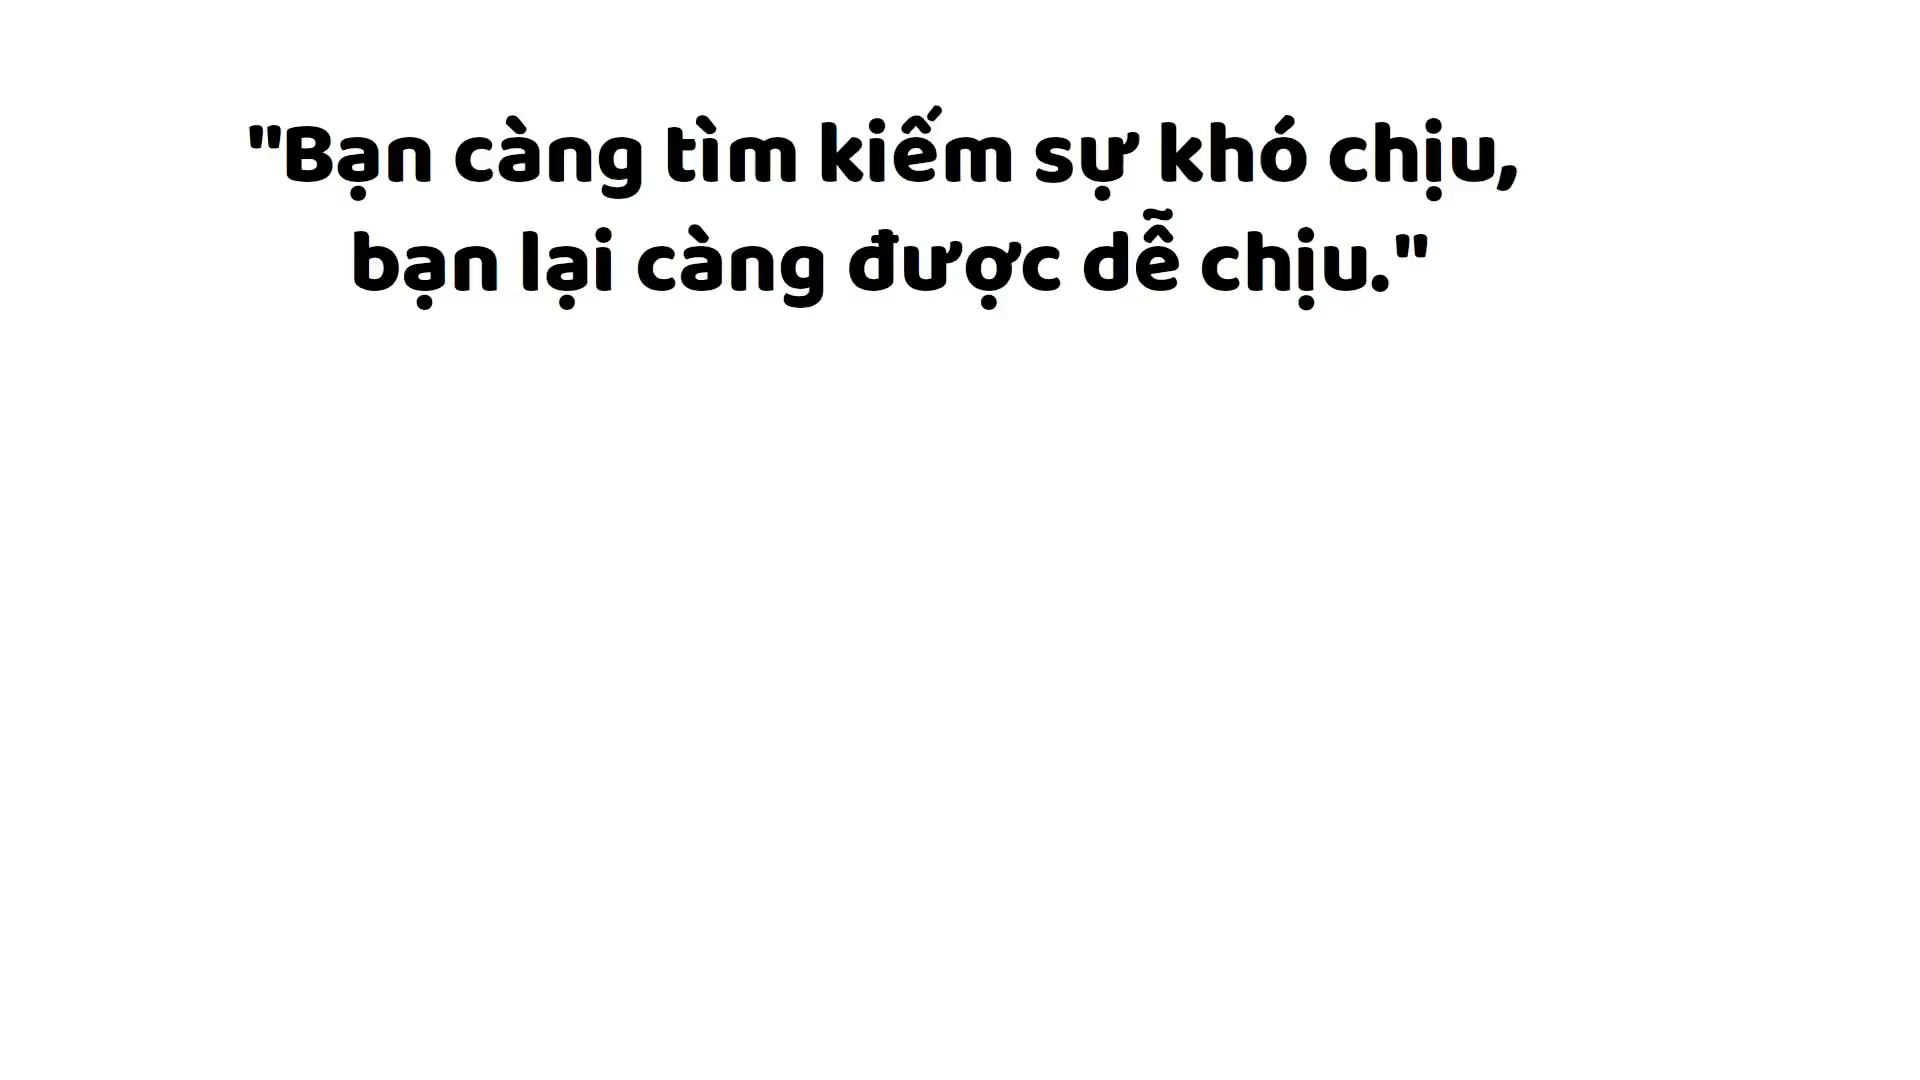 "Bạn càng tìm kiếm sự khó chịu,
bạn lại càng được dễ chịu."